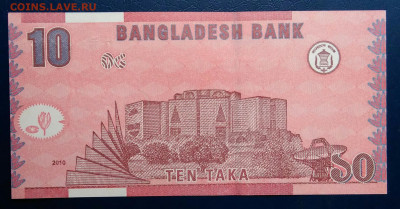 COINS.LAVE.RU
10
BANGLADESH BANK
2010
TEN TAKA